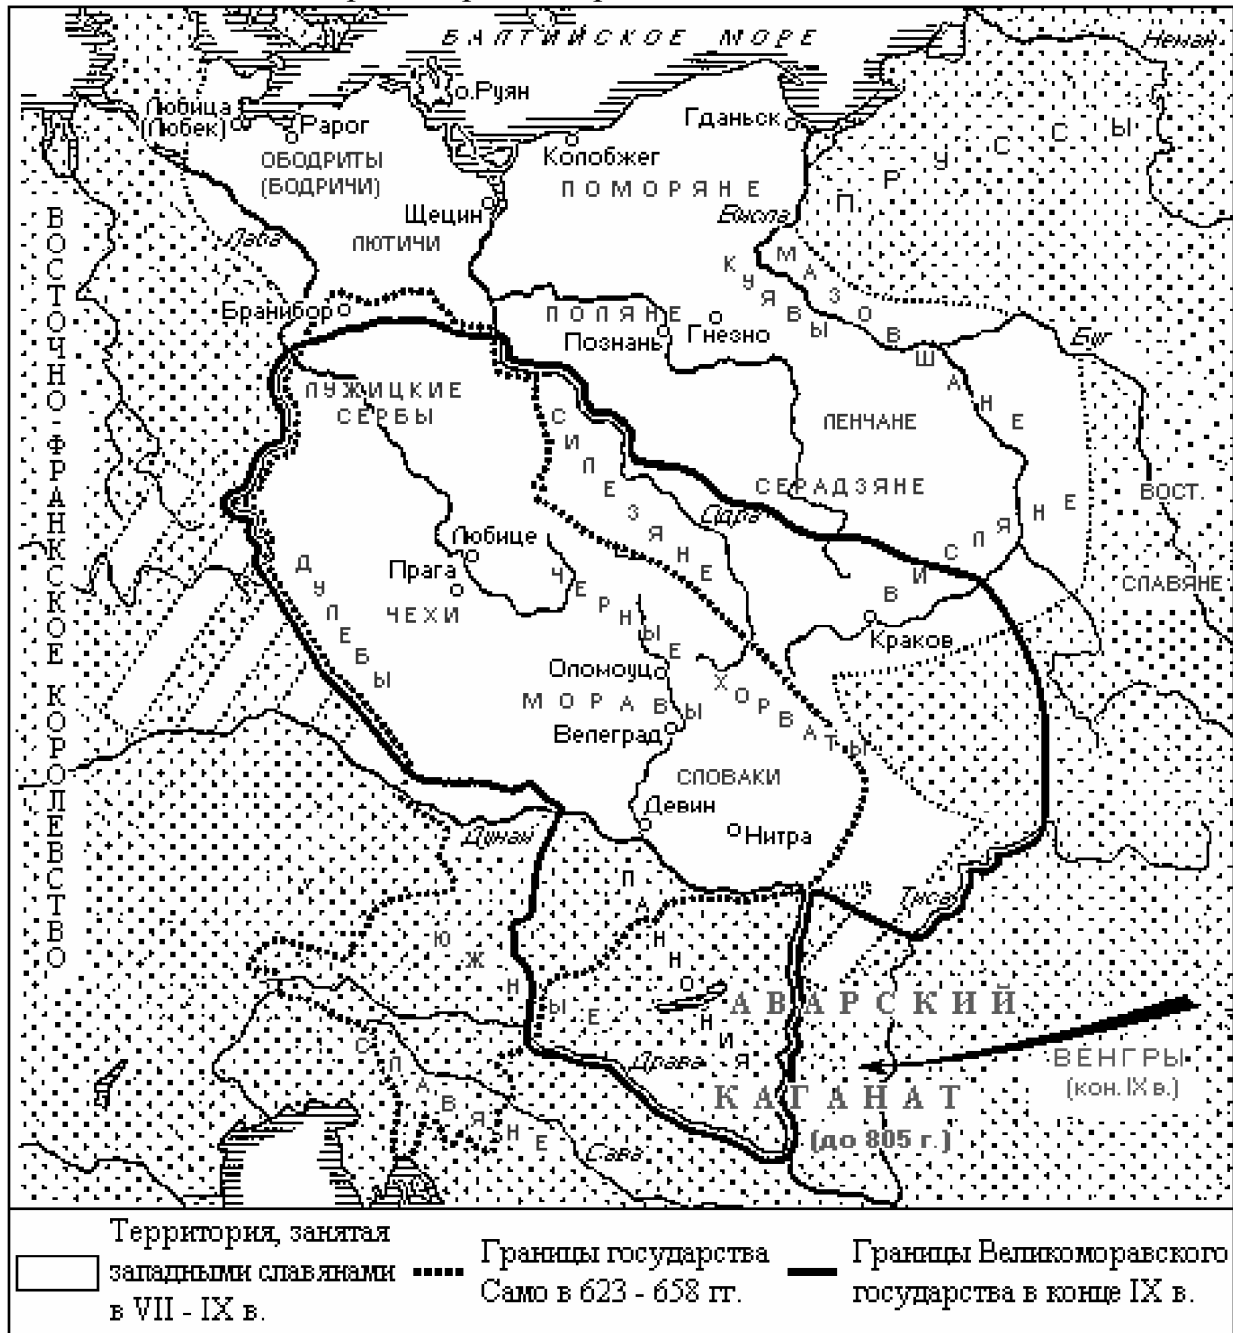 БАЛТИЙСКОЕ МОРЕ
Неман
Руян
Любица
(Любек)
Рарог
Гданьск
Колобжег
ОБОДРИТЫ
(БОДРИЧИ)
ПОМОРЯНЕ
ПРУССЫ
Щецин
Висла
Лаба
ЛЮТИЧИ
КУЯВЫ
МАЗОВШАНЕ
Бранибор
ПОЛЯНЕ
Познань
Гнезно
Буг
ВОСТОЧНО-ФРАНКСКОЕ КОРОЛЕВСТВО
ЛУЖИЦКИЕ
СЕРБЫ
СИЛЕЗЯНЕ
ЛЕНЧАНЕ
СЕРАДЗЯНЕ
Одра
ВИСЛЯНЕ
ВОСТ.
СЛАВЯНЕ
Любице
Прага
ЧЕХИ
ДУЛЕБЫ
ЧЕРНЫЕ
ХОРВАТЫ
Краков
Оломоуц
МОРАВЫ
Велеград
СЛОВАКИ
Девин
Нитра
Дунай
Тиса
ПАННОНИЯ
ЮЖНЫЕ
СЛАВЯНЕ
АВАРСКИЙ
КАГАНАТ
(до 805 г.)
ВЕНГРЫ
(кон. IX в.)
Драва
Сава
Территория, занятая
западными славянами
в VII - IX в.
Границы государства
Само в 623 - 658 гг.
Границы Великоморавского
государства в конце IX в.